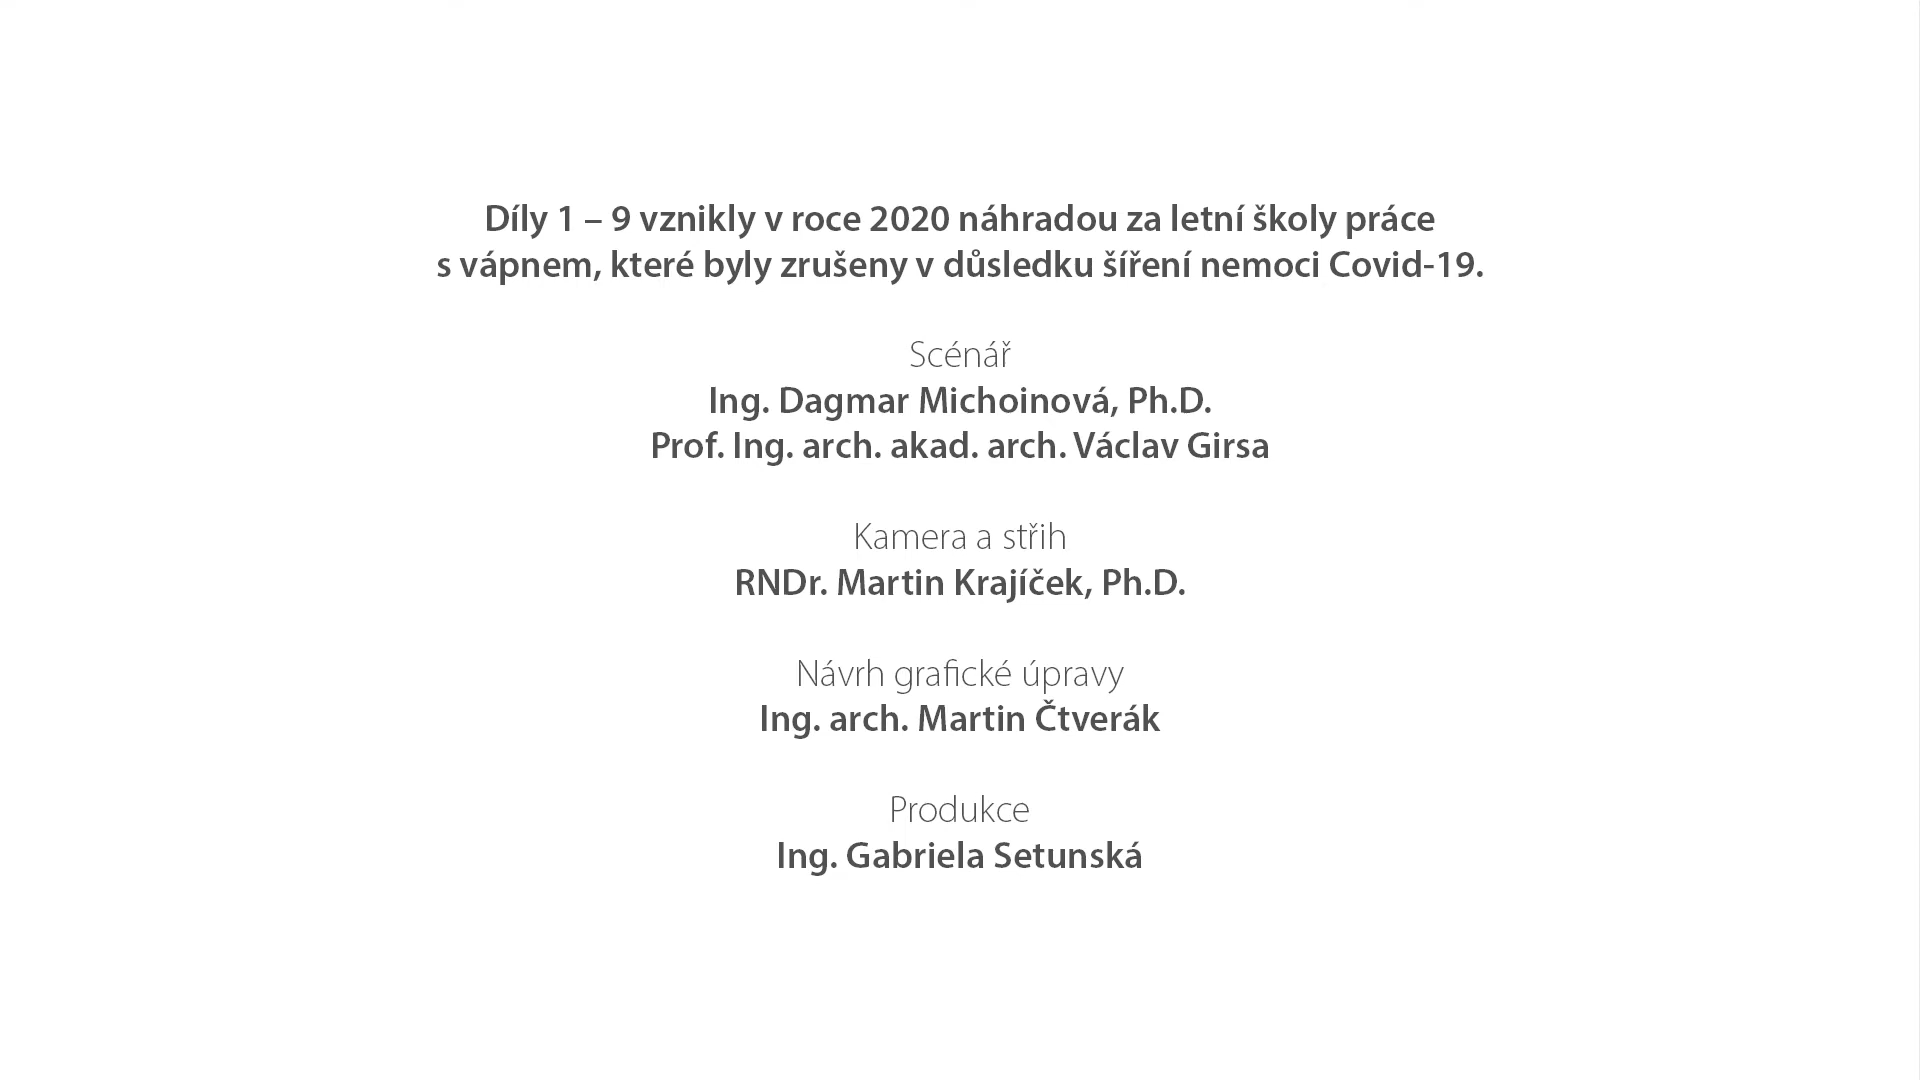 Díly 1 – 9 vznikly v roce 2020 náhradou za letní školy práce
s vápnem, které byly zrušeny v důsledku šíření nemoci Covid-19.
Scénář
Ing. Dagmar Michoinová, Ph.D.
Prof. Ing. arch. akad. arch. Václav Girsa
Kamera a střih
RNDr. Martin Krajíček, Ph.D.
Návrh grafické úpravy
Ing. arch. Martin Čtverák
Produkce
Ing. Gabriela Setunská